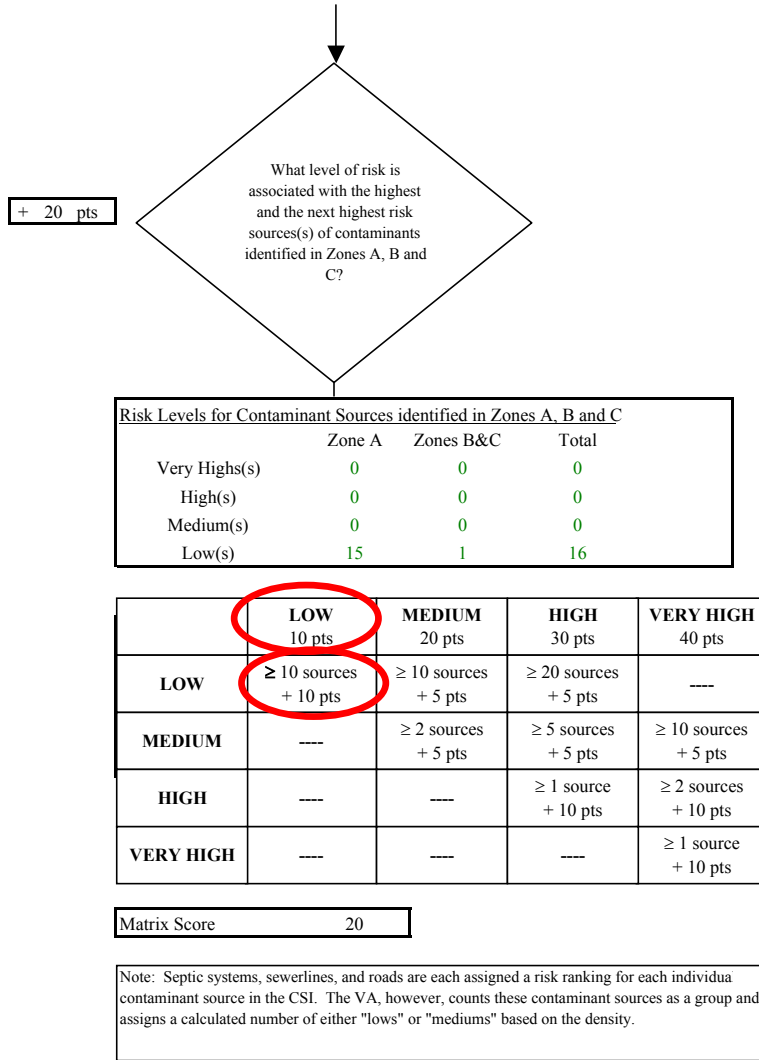 What level of risk is
associated with the highest
and the next highest risk
sources(s) of contaminants
identified in Zones A, B and
C?
+ 20 pts
Risk Levels for Contaminant Sources identified in Zones A, B and C
Zone A Zones B&C Total
Very Highs(s) 0 0 0
High(s) 0 0 0
Medium(s) 0 0 0
Low(s) 15 1 16
LOW MEDIUM HIGH VERY HIGH
10 pts 20 pts 30 pts 40 pts
LOW ≥ 10 sources ≥ 10 sources ≥ 20 sources ----
+ 10 pts + 5 pts + 5 pts
MEDIUM ---- ≥ 2 sources ≥ 5 sources ≥ 10 sources
+ 5 pts + 5 pts + 5 pts
HIGH ---- ---- ≥ 1 source ≥ 2 sources
+ 10 pts + 10 pts
VERY HIGH ---- ---- ---- ≥ 1 source
+ 10 pts
Matrix Score 20
Note: Septic systems, sewerlines, and roads are each assigned a risk ranking for each individua
contaminant source in the CSI. The VA, however, counts these contaminant sources as a group and
assigns a calculated number of either "lows" or "mediums" based on the density.